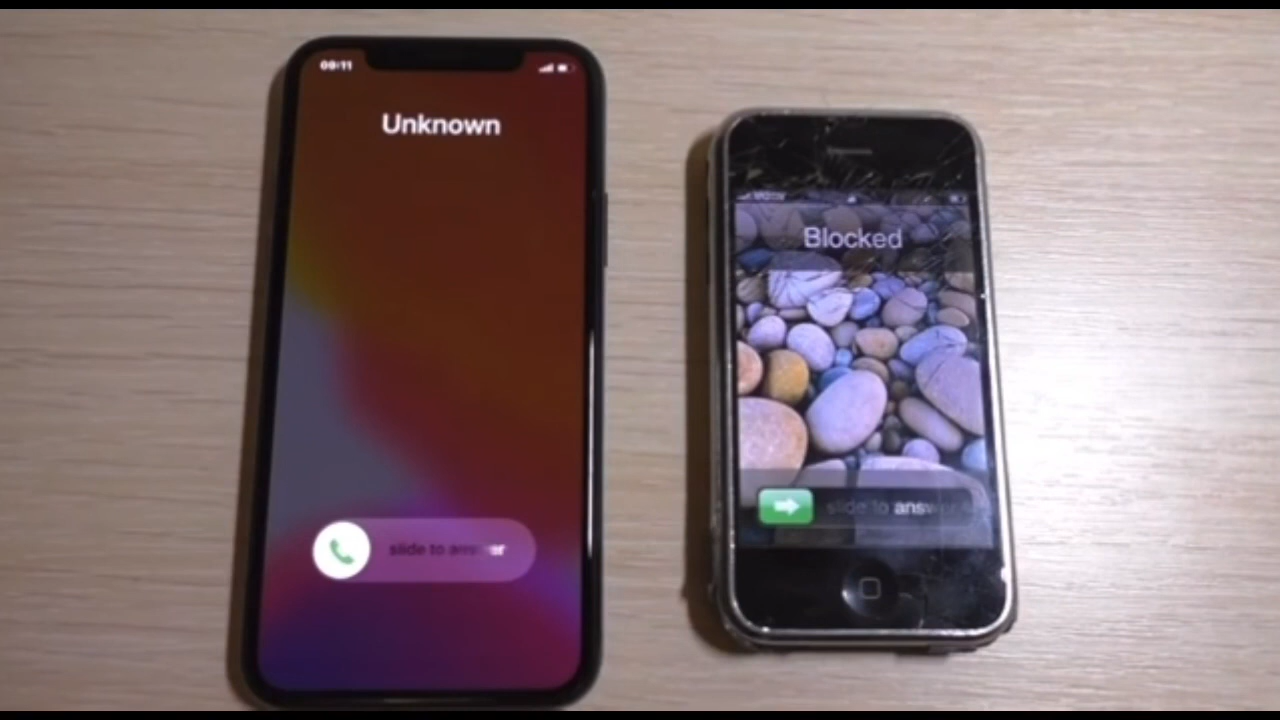 09:11
Unknown
slide to answer
Blocked
slide to answer